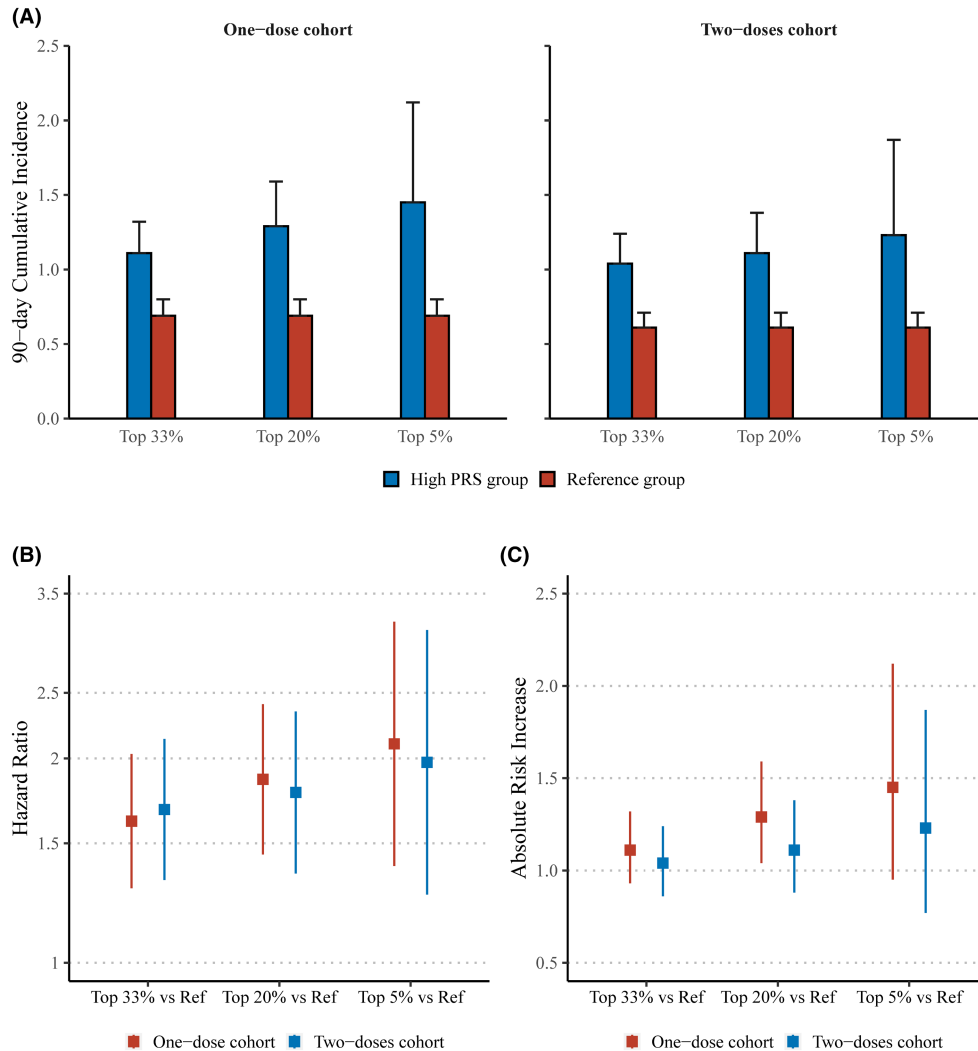 (A)
One−dose cohort
Two−doses cohort
90−day Cumulative Incidence
2.5
2.0
1.5
1.0
0.5
0.0
Top 33%
Top 20%
Top 5%
Top 33%
Top 20%
Top 5%
High PRS group
Reference group
(B)
Hazard Ratio
3.5
2.5
2
1.5
1
Top 33% vs Ref
Top 20% vs Ref
Top 5% vs Ref
One−dose cohort
Two−doses cohort
(C)
Absolute Risk Increase
2.5
2.0
1.5
1.0
0.5
Top 33% vs Ref
Top 20% vs Ref
Top 5% vs Ref
One−dose cohort
Two−doses cohort